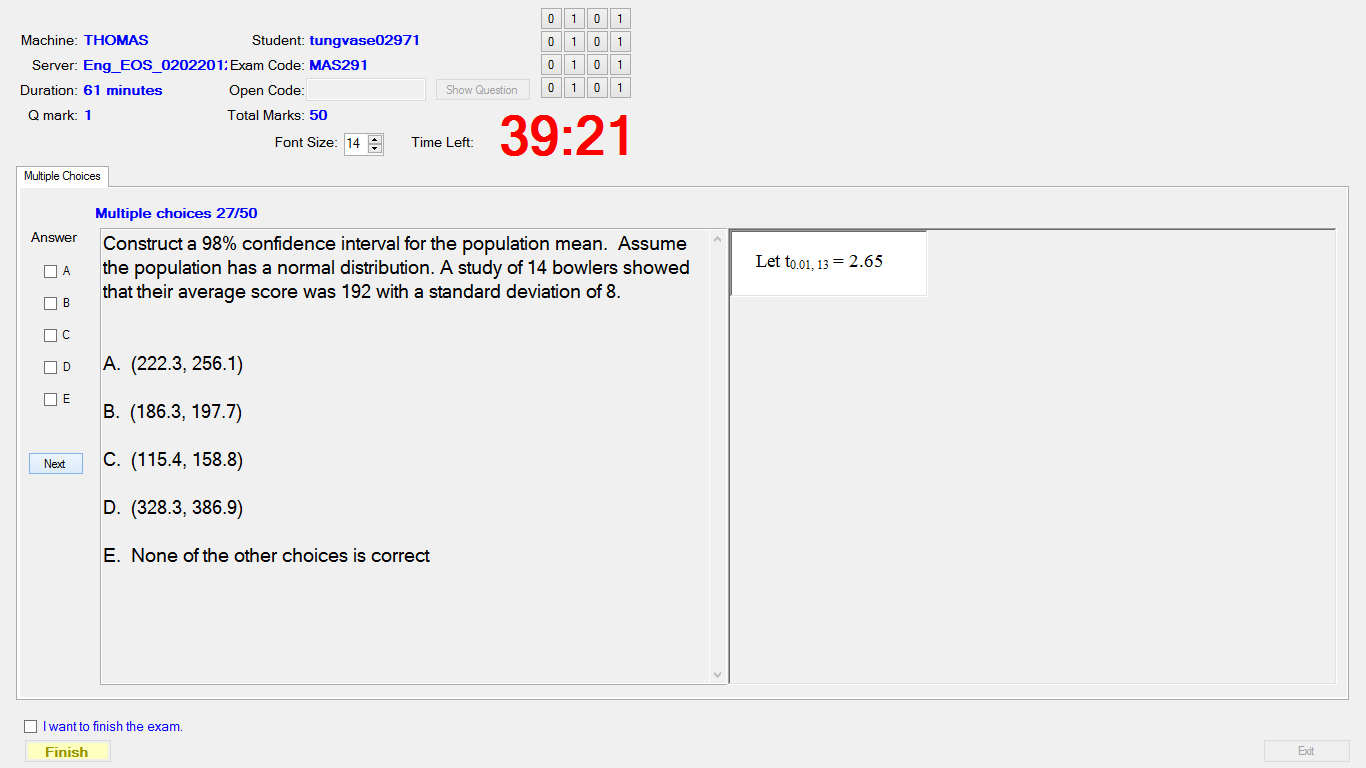 Machine: THOMAS Student: tungvase02971
Server: Eng_EOS_0202201 Exam Code: MAS291
Duration: 61 minutes Open Code: Show Question
Q mark: 1 Total Marks: 50
0 1 0 1
0 1 0 1
0 1 0 1
0 1 0 1
Font Size: 14 Time Left: 39:21
Multiple Choices
Multiple choices 27/50
Answer
A
B
C
D
E
Next
Construct a 98% confidence interval for the population mean. Assume
the population has a normal distribution. A study of 14 bowlers showed
that their average score was 192 with a standard deviation of 8.
A. (222.3, 256.1)
B. (186.3, 197.7)
C. (115.4, 158.8)
D. (328.3, 386.9)
E. None of the other choices is correct
Let t0.01, 13 = 2.65
I want to finish the exam.
Finish
Exit